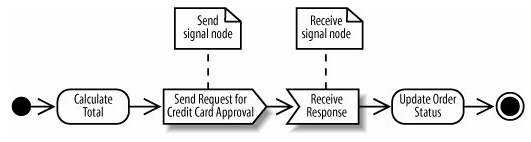 Send
signal node
Receive
signal node
Calculate
Total
Send Request for
Credit Card Approval
Receive
Response
Update Order
Status